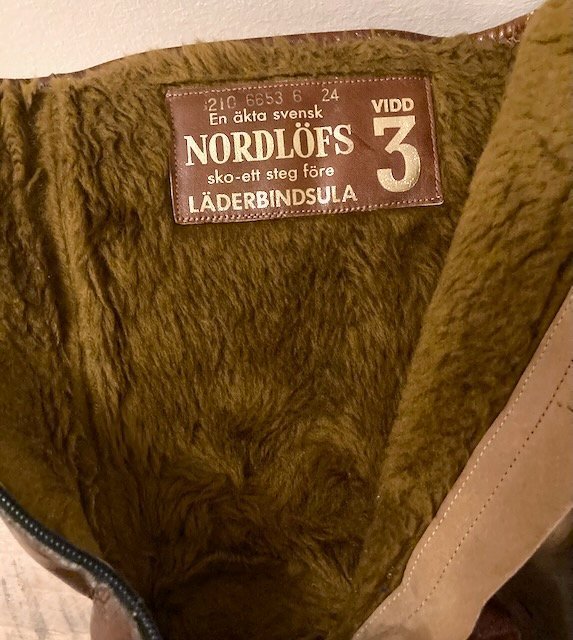 210 6653 6 24
En äkta svensk
NORDLÖFS
sko-ett steg före
LÄDERBINDSULA
VIDD
3